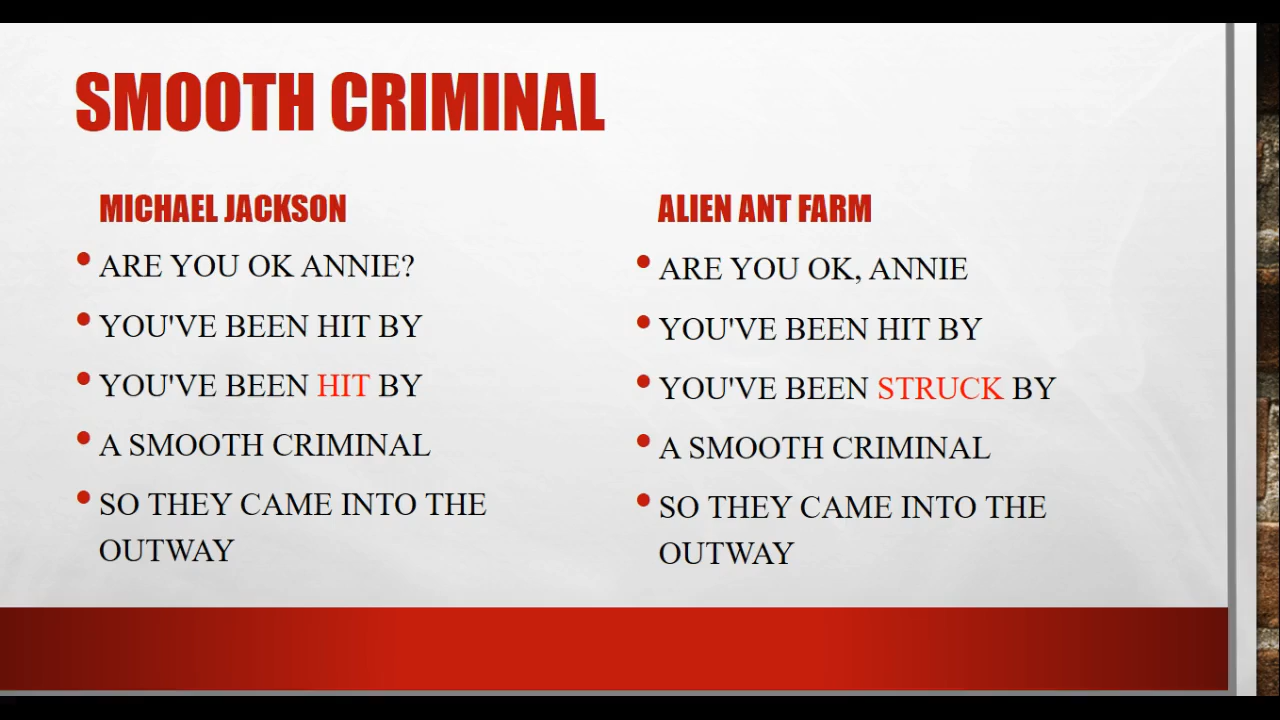 SMOOTH CRIMINAL
MICHAEL JACKSON
ARE YOU OK ANNIE?
YOU'VE BEEN HIT BY
YOU'VE BEEN HIT BY
A SMOOTH CRIMINAL
SO THEY CAME INTO THE
OUTWAY
ALIEN ANT FARM
ARE YOU OK, ANNIE
YOU'VE BEEN HIT BY
YOU'VE BEEN STRUCK BY
A SMOOTH CRIMINAL
SO THEY CAME INTO THE
OUTWAY